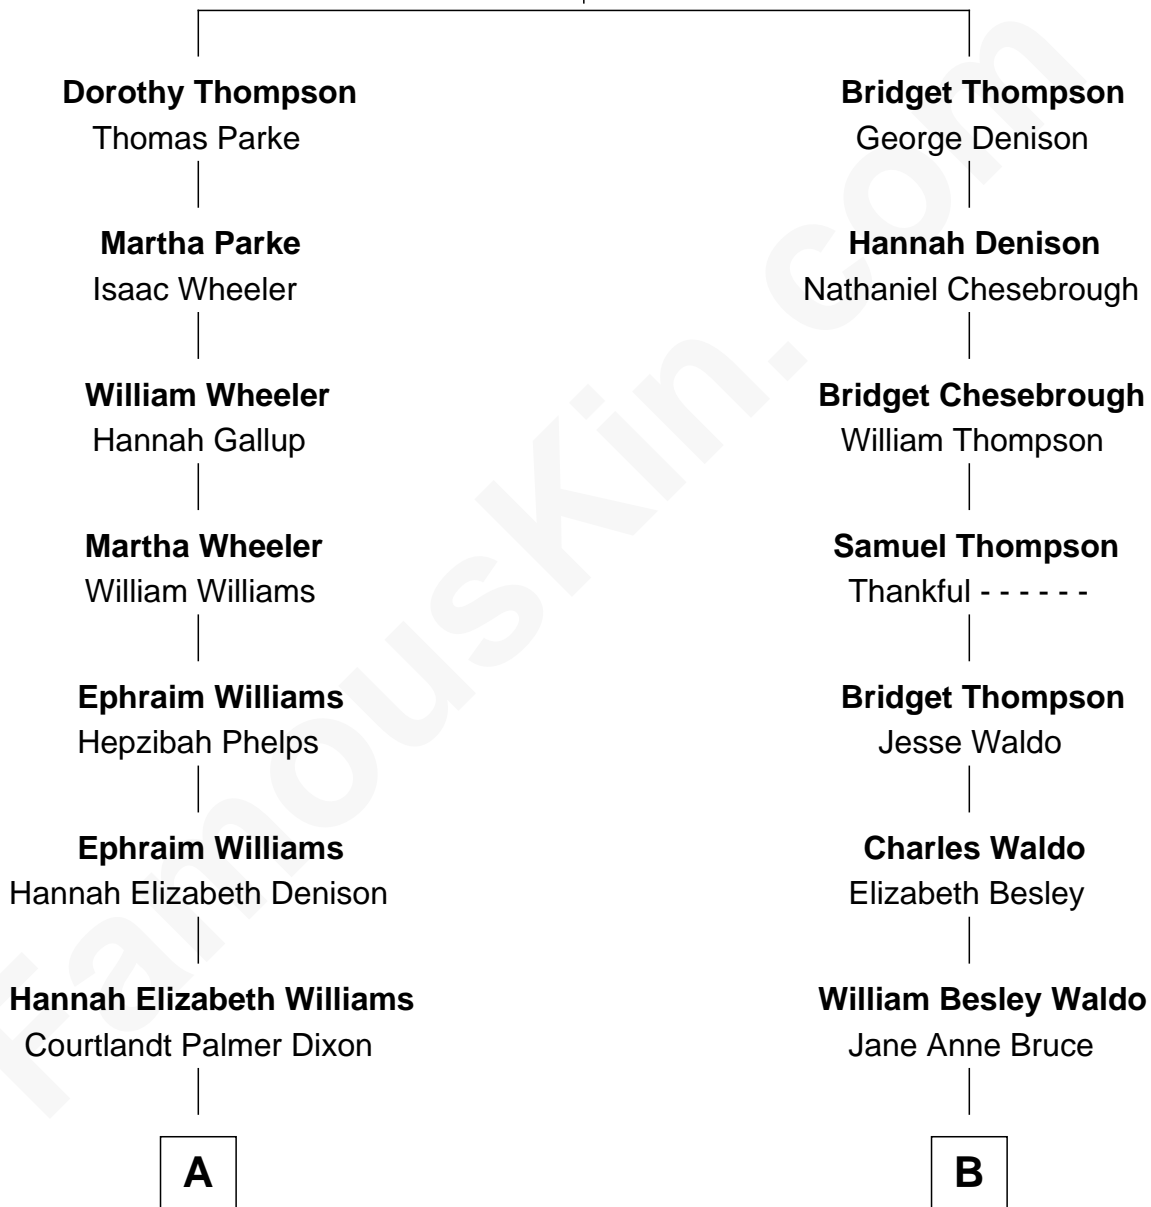 Dorothy Thompson
Thomas Parke
Martha Parke
Isaac Wheeler
William Wheeler
Hannah Gallup
Martha Wheeler
William Williams
Ephraim Williams
Hepzibah Phelps
Ephraim Williams
Hannah Elizabeth Denison
Hannah Elizabeth Williams
Courtlandt Palmer Dixon
A
Bridget Thompson
George Denison
Hannah Denison
Nathaniel Chesebrough
Bridget Chesebrough
William Thompson
Samuel Thompson
Thankful - - - - - -
Bridget Thompson
Jesse Waldo
Charles Waldo
Elizabeth Besley
William Besley Waldo
Jane Anne Bruce
B
FamousKin.com